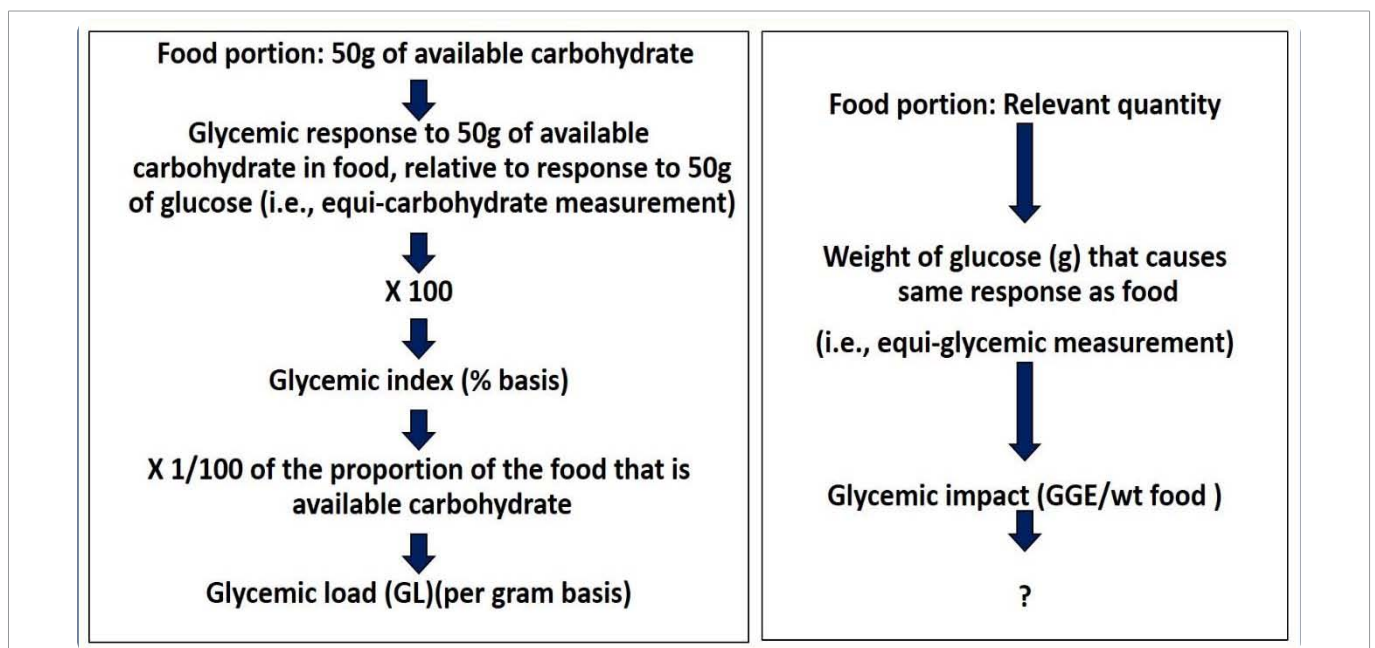 Food portion: 50g of available carbohydrate
Glycemic response to 50g of available
carbohydrate in food, relative to response to 50g
of glucose (i.e., equi-carbohydrate measurement)
X 100
Glycemic index (% basis)
X 1/100 of the proportion of the food that is
available carbohydrate
Glycemic load (GL)(per gram basis)
Food portion: Relevant quantity
Weight of glucose (g) that causes
same response as food
(i.e., equi-glycemic measurement)
Glycemic impact (GGE/wt food )
?